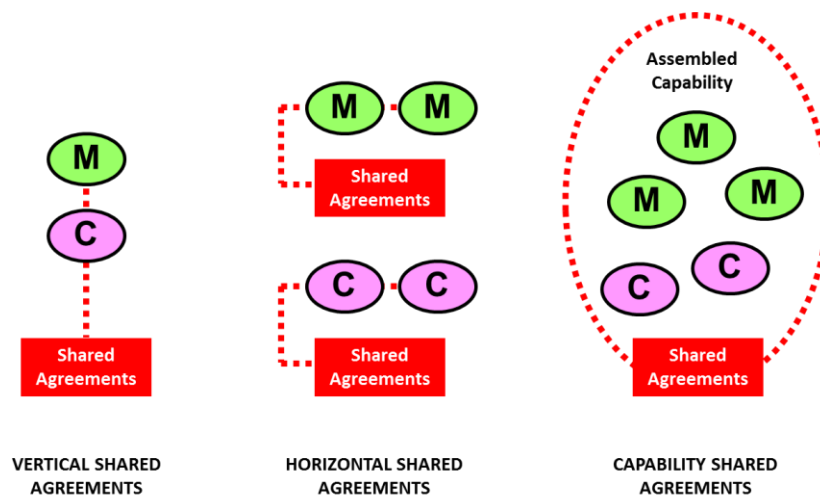 M
C
Shared
Agreements
VERTICAL SHARED
AGREEMENTS
M M
Shared
Agreements
C C
Shared
Agreements
HORIZONTAL SHARED
AGREEMENTS
Assembled
Capability
M
M
M
C
C
Shared
Agreements
CAPABILITY SHARED
AGREEMENTS